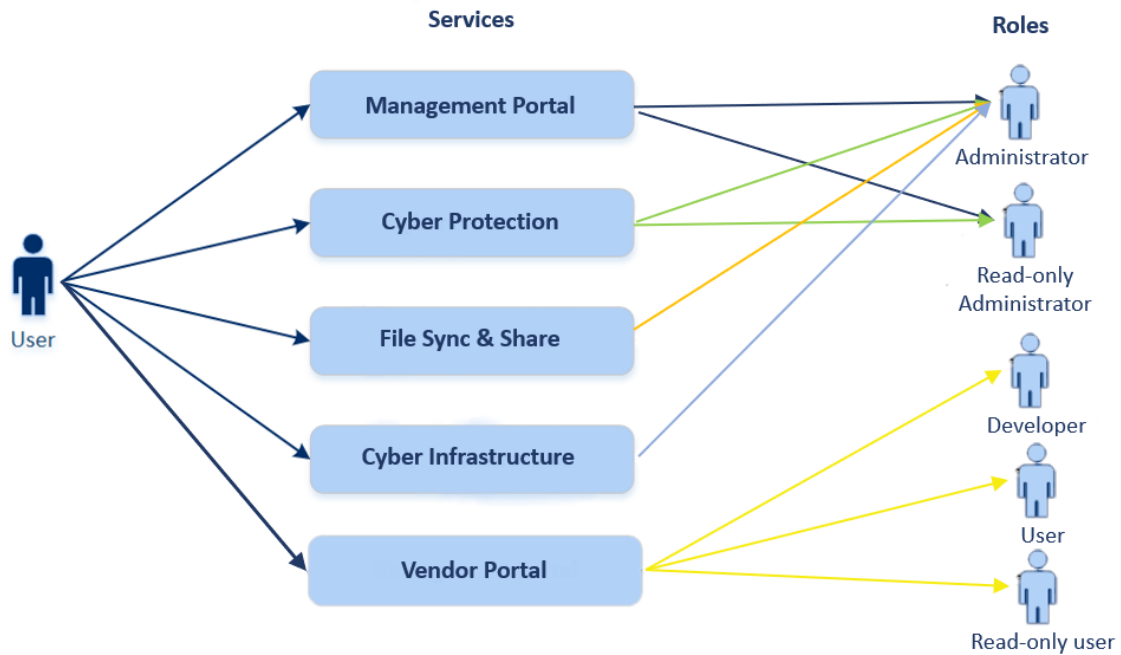 Services
Roles
Management Portal
Administrator
Cyber Protection
Read-only
Administrator
User
File Sync & Share
Developer
Cyber Infrastructure
User
Vendor Portal
Read-only user